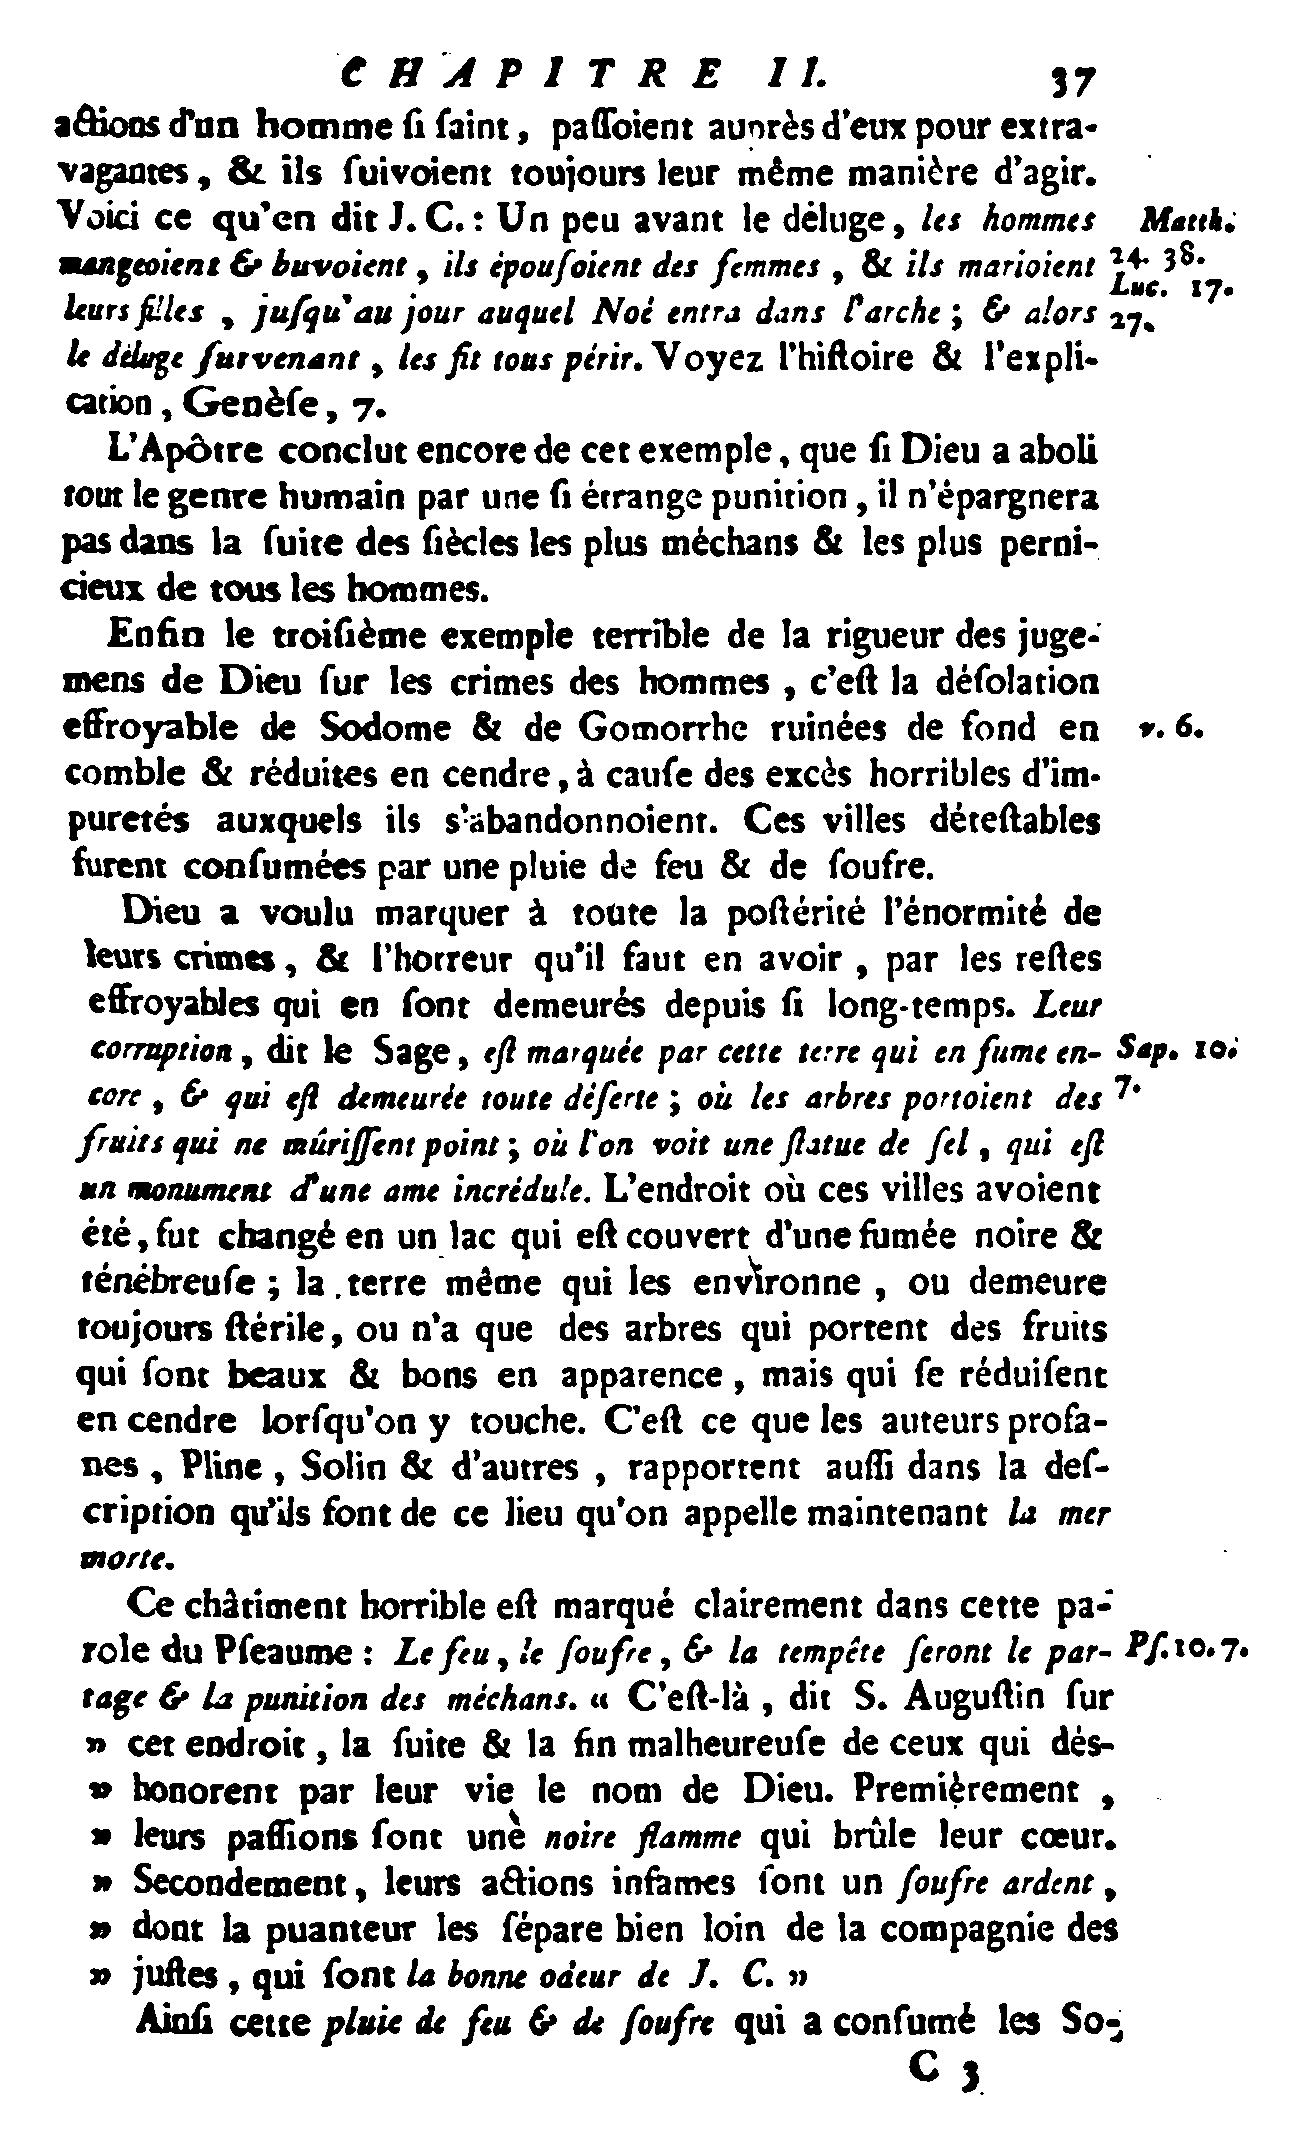 CHAPITRE II. 37
actions d'un homme ſi ſaint, paſſoient auprès d'eux pour extra-
vagantes, & ils ſuivoient toujours leur même manière d'agir.
Voici ce qu'en dit J. C. : Un peu avant le déluge, les hommes
Matth.
mangeoient & buvoient, ils épouſoient des femmes, & ils marioient
24. 38.
Luc. 17.
leurs filles, juſqu'au jour auquel Noé entra dans l'arche ; & alors
27.
le déluge ſurvenant, les fit tous périr. Voyez l'hiſtoire & l'expli-
cation, Genèſe, 7.
L'Apôtre conclut encore de cet exemple, que ſi Dieu a aboli
tout le genre humain par une ſi étrange punition, il n'épargnera
pas dans la ſuite des ſiècles les plus méchans & les plus perni-
cieux de tous les hommes.
Enfin le troiſième exemple terrible de la rigueur des juge-
mens de Dieu ſur les crimes des hommes, c'eſt la déſolation
effroyable de Sodome & de Gomorrhe ruinées de fond en
v. 6.
comble & réduites en cendre, à cauſe des excès horribles d'im-
puretés auxquels ils s'abandonnoient. Ces villes déteſtables
furent conſumées par une pluie de feu & de ſoufre.
Dieu a voulu marquer à toute la poſtérité l'énormité de
leurs crimes, & l'horreur qu'il faut en avoir, par les reſtes
effroyables qui en ſont demeurés depuis ſi long-temps. Leur
corruption, dit le Sage, eſt marquée par cette terre qui en fume en-
Sap. 10.
core, & qui eſt demeurée toute déſerte ; où les arbres portoient des
7.
fruits qui ne mûriſſent point ; où l'on voit une ſtatue de ſel, qui eſt
un monument d'une ame incrédule. L'endroit où ces villes avoient
été, fut changé en un lac qui eſt couvert d'une fumée noire &
ténébreuſe ; la terre même qui les environne, ou demeure
toujours ſtérile, ou n'a que des arbres qui portent des fruits
qui ſont beaux & bons en apparence, mais qui ſe réduiſent
en cendre lorſqu'on y touche. C'eſt ce que les auteurs profa-
nes, Pline, Solin & d'autres, rapportent auſſi dans la deſ-
cription qu'ils font de ce lieu qu'on appelle maintenant la mer
morte.
Ce châtiment horrible eſt marqué clairement dans cette pa-
role du Pſeaume : Le feu, le ſoufre, & la tempête ſeront le par-
Pſ. 10. 7.
tage & la punition des méchans. « C'eſt-là, dit S. Auguſtin ſur
» cet endroit, la ſuite & la fin malheureuſe de ceux qui dés-
» honorent par leur vie le nom de Dieu. Premièrement,
» leurs paſſions ſont une noire flamme qui brûle leur cœur.
» Secondement, leurs actions infames ſont un ſoufre ardent,
» dont la puanteur les ſépare bien loin de la compagnie des
» juſtes, qui ſont la bonne odeur de J. C. »
Ainſi cette pluie de feu & de ſoufre qui a conſumé les So-
C 3